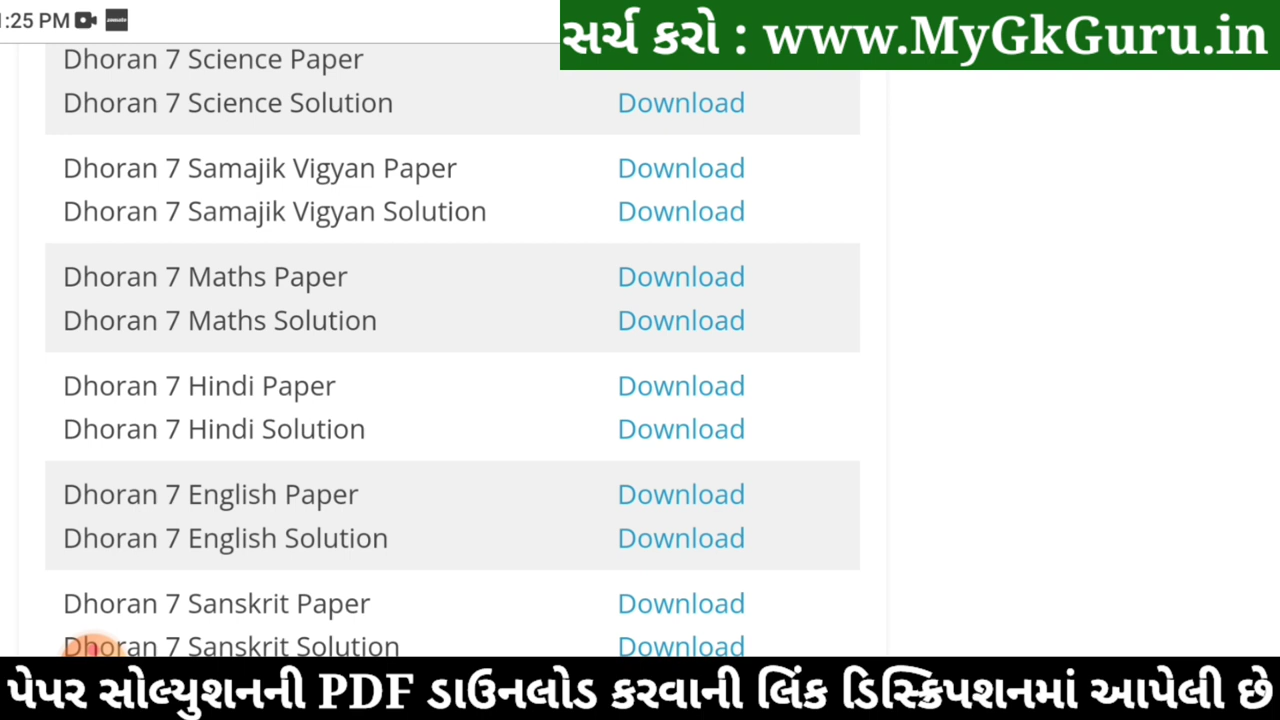 1:25 PM
સર્ચ કરો : www.MyGkGuru.in
Dhoran 7 Science Paper
Dhoran 7 Science Solution Download
Dhoran 7 Samajik Vigyan Paper Download
Dhoran 7 Samajik Vigyan Solution Download
Dhoran 7 Maths Paper Download
Dhoran 7 Maths Solution Download
Dhoran 7 Hindi Paper Download
Dhoran 7 Hindi Solution Download
Dhoran 7 English Paper Download
Dhoran 7 English Solution Download
Dhoran 7 Sanskrit Paper Download
Dhoran 7 Sanskrit Solution Download
પેપર સોલ્યુશનની PDF ડાઉનલોડ કરવાની લિંક ડિસ્ક્રિપશનમાં આપેલી છે